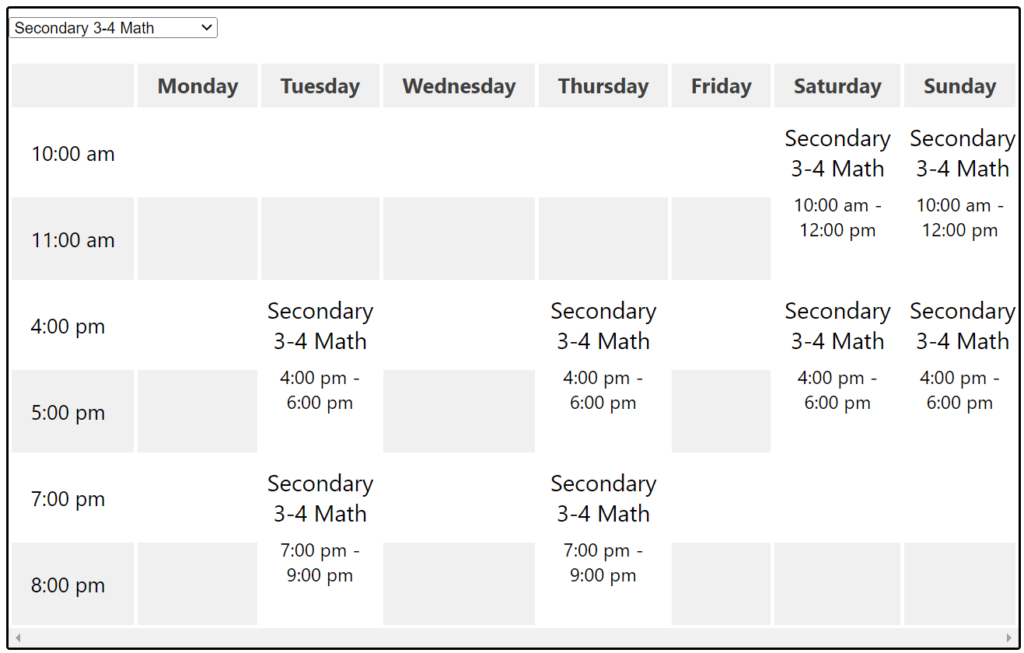 Secondary 3-4 Math
Monday Tuesday Wednesday Thursday Friday Saturday Sunday
10:00 am
Secondary
3-4 Math
10:00 am -
12:00 pm
Secondary
3-4 Math
10:00 am -
12:00 pm
11:00 am
4:00 pm
Secondary
3-4 Math
4:00 pm -
6:00 pm
Secondary
3-4 Math
4:00 pm -
6:00 pm
Secondary
3-4 Math
4:00 pm -
6:00 pm
Secondary
3-4 Math
4:00 pm -
6:00 pm
5:00 pm
7:00 pm
Secondary
3-4 Math
7:00 pm -
9:00 pm
Secondary
3-4 Math
7:00 pm -
9:00 pm
8:00 pm